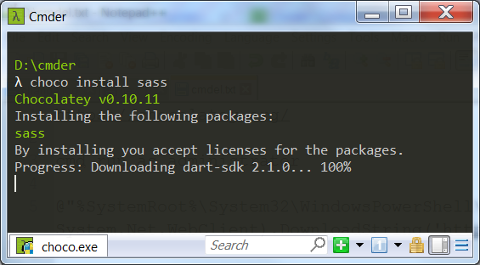 Cmder
D:\cmder
λ choco install sass
Chocolatey v0.10.11
Installing the following packages:
sass
By installing you accept licenses for the packages.
Progress: Downloading dart-sdk 2.1.0... 100%
choco.exe
Search